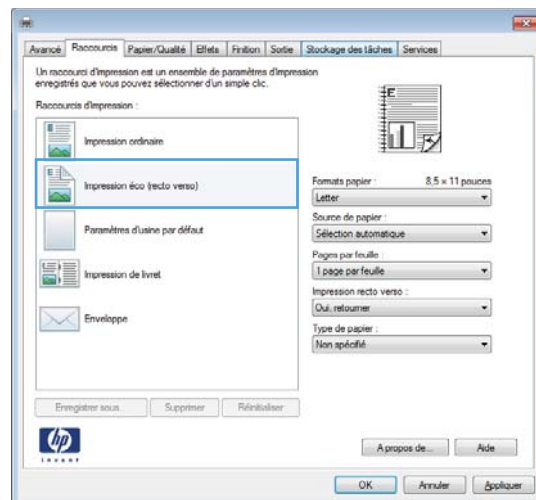 Avancé Raccourcis Papier/Qualité Effets Finition Sortie Stockage des tâches Services
Un raccourci d'impression est un ensemble de paramètres d'impression
enregistrés que vous pouvez sélectionner d'un simple clic.
Raccourcis d'impression :
Impression ordinaire
Impression éco (recto verso)
Paramètres d'usine par défaut
Impression de livret
Enveloppe
Enregistrer sous... Supprimer Réinitialiser
Formats papier : 8,5 × 11 pouces
Letter
Source de papier :
Sélection automatique
Pages par feuille
1 page par feuille
Impression recto verso :
Oui, retourner
Type de papier :
Non spécifié
hp
invent
A propos de... Aide
OK Annuler Appliquer